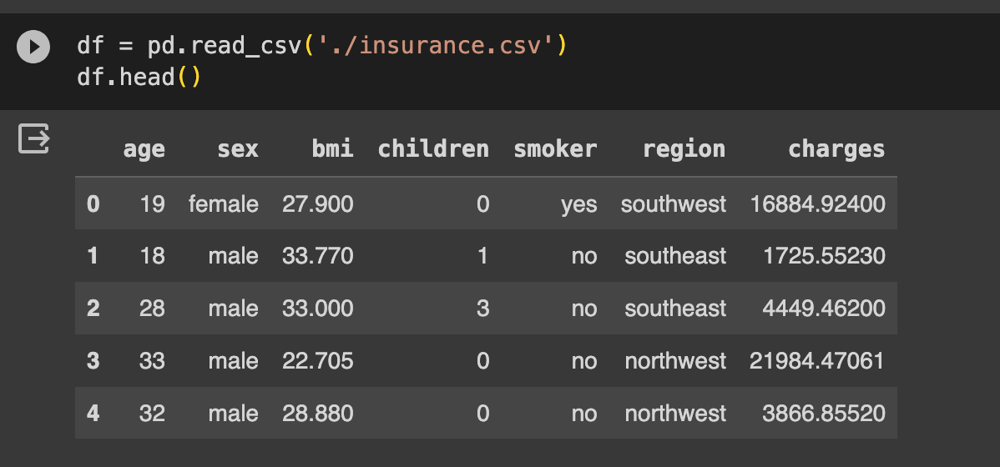 df = pd.read_csv('./insurance.csv')
df.head()
age sex bmi children smoker region charges
0 19 female 27.900 0 yes southwest 16884.92400
1 18 male 33.770 1 no southeast 1725.55230
2 28 male 33.000 3 no southeast 4449.46200
3 33 male 22.705 0 no northwest 21984.47061
4 32 male 28.880 0 no northwest 3866.85520